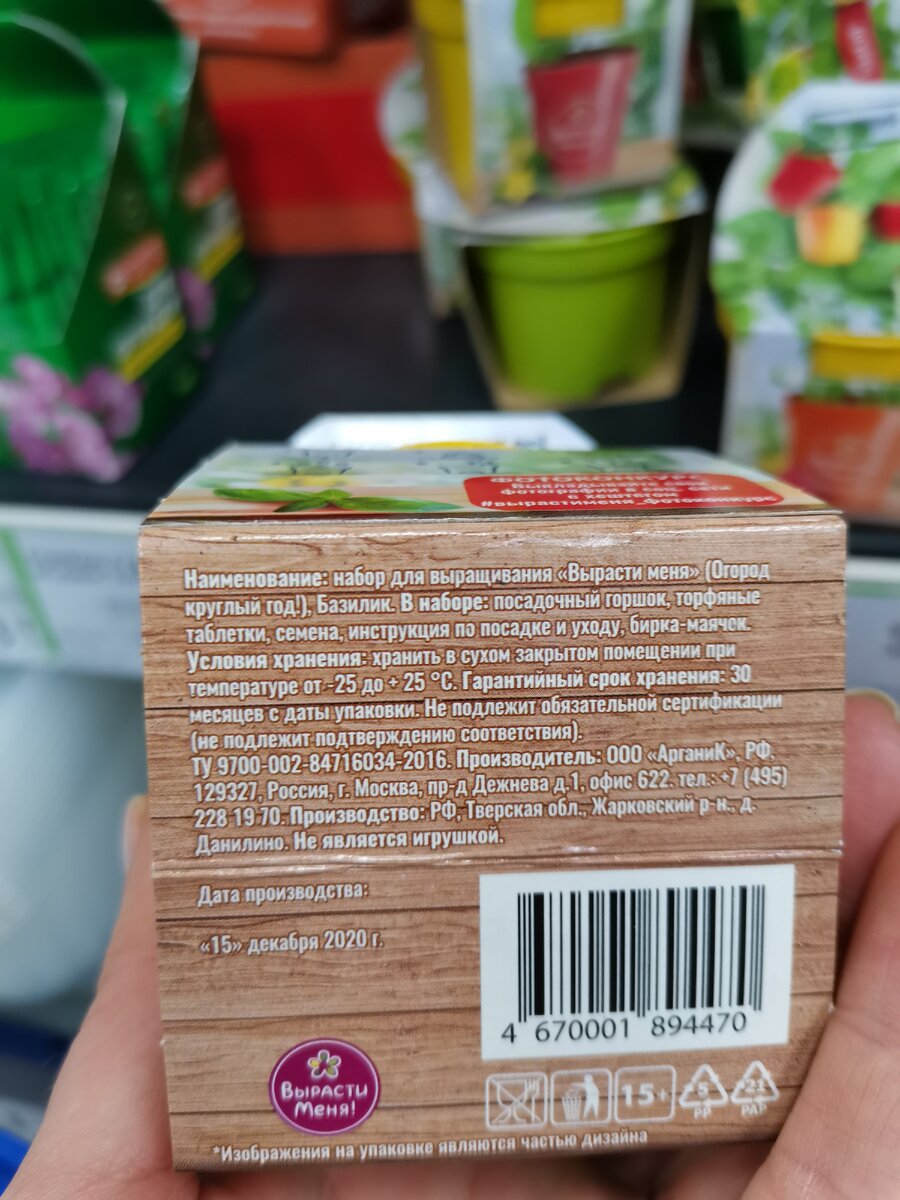 #вырастименя_фотоконкурс
Наименование: набор для выращивания «Вырасти меня» (Огород
круглый год!), Базилик. В наборе: посадочный горшок, торфяные
таблетки, семена, инструкция по посадке и уходу, бирка-маячек.
Условия хранения: хранить в сухом закрытом помещении при
температуре от -25 до + 25 °С. Гарантийный срок хранения: 30
месяцев с даты упаковки. Не подлежит обязательной сертификации
(не подлежит подтверждению соответствия).
ТУ 9700-002-84716034-2016. Производитель: ООО «АрганиК», РФ,
129327, Россия, г. Москва, пр-д Дежнева д.1, офис 622. тел.: +7 (495)
228 19 70. Производство: РФ, Тверская обл., Жарковский р-н., д.
Данилино. Не является игрушкой.
Дата производства:
«15» декабря 2020 г.
4 670001 894470
ВЫРАСТИ
МЕНЯ!
15+
5
PP
21
PAP
*Изображения на упаковке являются частью дизайна